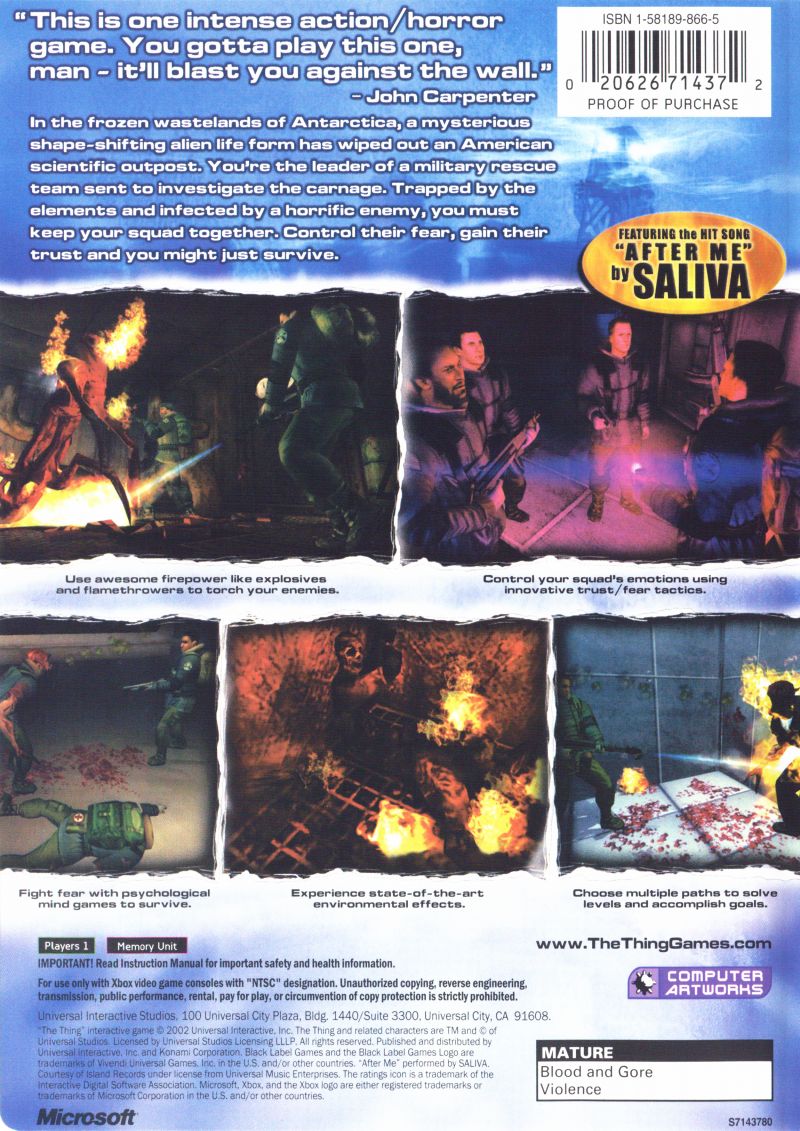 “This is one intense action/horror
game. You gotta play this one,
man - it'll blast you against the wall.”
- John Carpenter
ISBN 1-58189-866-5
0 20626 71437 2
PROOF OF PURCHASE
In the frozen wastelands of Antarctica, a mysterious
shape-shifting alien life form has wiped out an American
scientific outpost. You're the leader of a military rescue
team sent to investigate the carnage. Trapped by the
elements and infected by a horrific enemy, you must
keep your squad together. Control their fear, gain their
trust and you might just survive.
FEATURING the HIT SONG
“AFTER ME”
by SALIVA
Use awesome firepower like explosives
and flamethrowers to torch your enemies.
Control your squad's emotions using
innovative trust/fear tactics.
Fight fear with psychological
mind games to survive.
Experience state-of-the-art
environmental effects.
Choose multiple paths to solve
levels and accomplish goals.
Players 1 Memory Unit
www.TheThingGames.com
IMPORTANT! Read Instruction Manual for important safety and health information.
For use only with Xbox video game consoles with "NTSC" designation. Unauthorized copying, reverse engineering,
transmission, public performance, rental, pay for play, or circumvention of copy protection is strictly prohibited.
COMPUTER
ARTWORKS
Universal Interactive Studios, 100 Universal City Plaza, Bldg. 1440/Suite 3300, Universal City, CA 91608.
"The Thing" interactive game © 2002 Universal Interactive, Inc. The Thing and related characters are TM and © of
Universal Studios. Licensed by Universal Studios Licensing LLLP. All rights reserved. Published and distributed by
Universal Interactive, Inc. and Konami Corporation. Black Label Games and the Black Label Games Logo are
trademarks of Vivendi Universal Games, Inc. in the U.S. and/or other countries. "After Me" performed by SALIVA.
Courtesy of Island Records under license from Universal Music Enterprises. The ratings icon is a trademark of the
Interactive Digital Software Association. Microsoft, Xbox, and the Xbox logo are either registered trademarks or
trademarks of Microsoft Corporation in the U.S. and/or other countries.
MATURE
Blood and Gore
Violence
Microsoft
S7143780